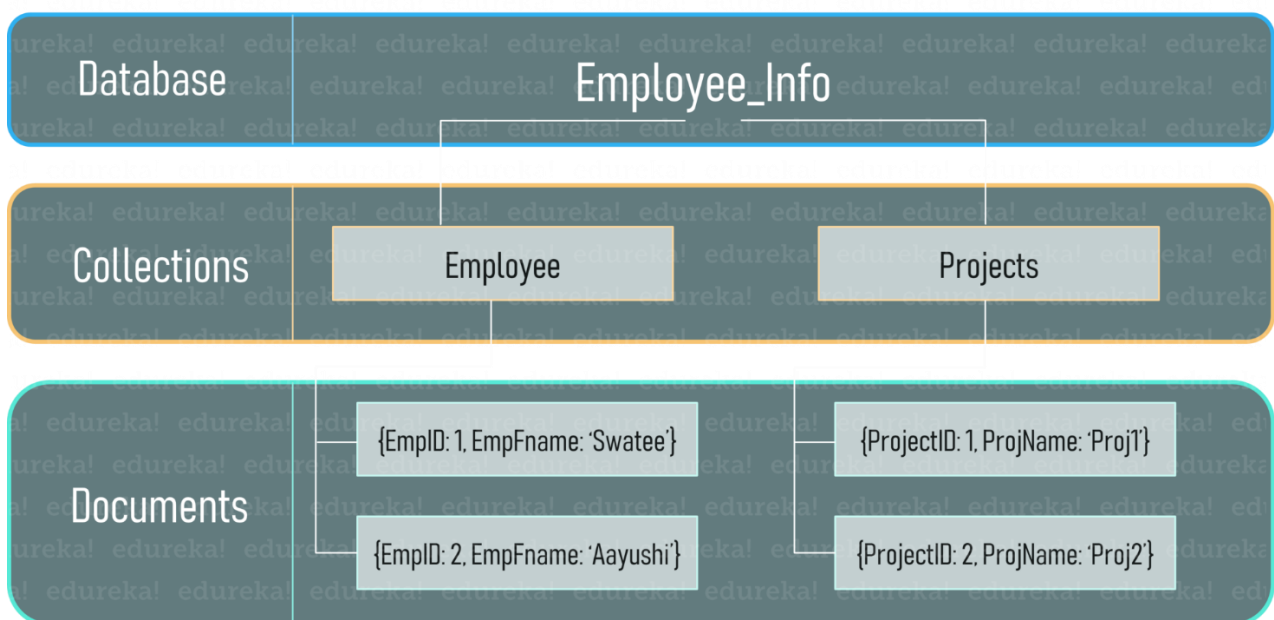 Database
Employee_Info
Collections
Employee
Projects
Documents
{EmpID: 1, EmpFname: ‘Swatee’}
{ProjectID: 1, ProjName: ‘Proj1’}
{EmpID: 2, EmpFname: ‘Aayushi’}
{ProjectID: 2, ProjName: ‘Proj2’}
edureka!